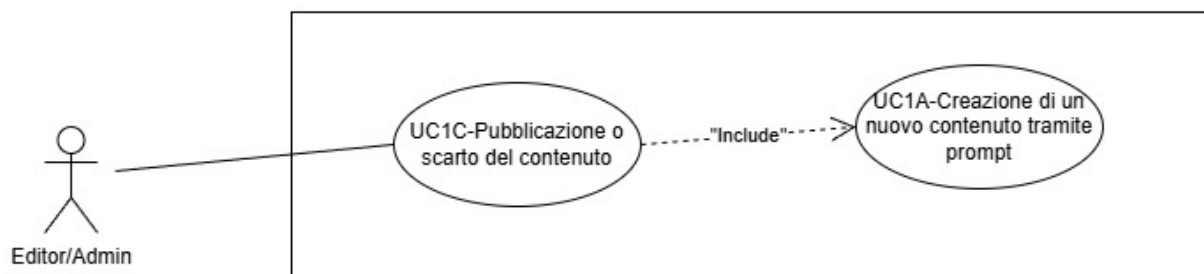 UC1C-Pubblicazione o
scarto del contenuto
"Include"
UC1A-Creazione di un
nuovo contenuto tramite
prompt
Editor/Admin